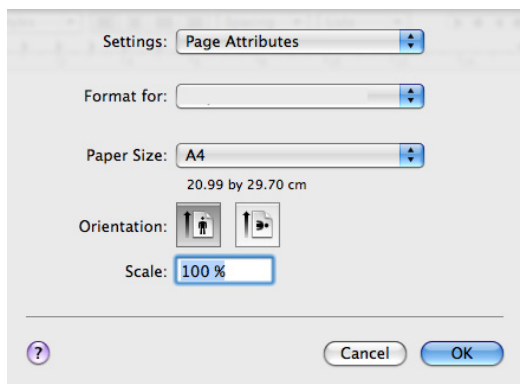 Settings: Page Attributes
Format for:
Paper Size: A4
20.99 by 29.70 cm
Orientation:
Scale: 100 %
? Cancel OK